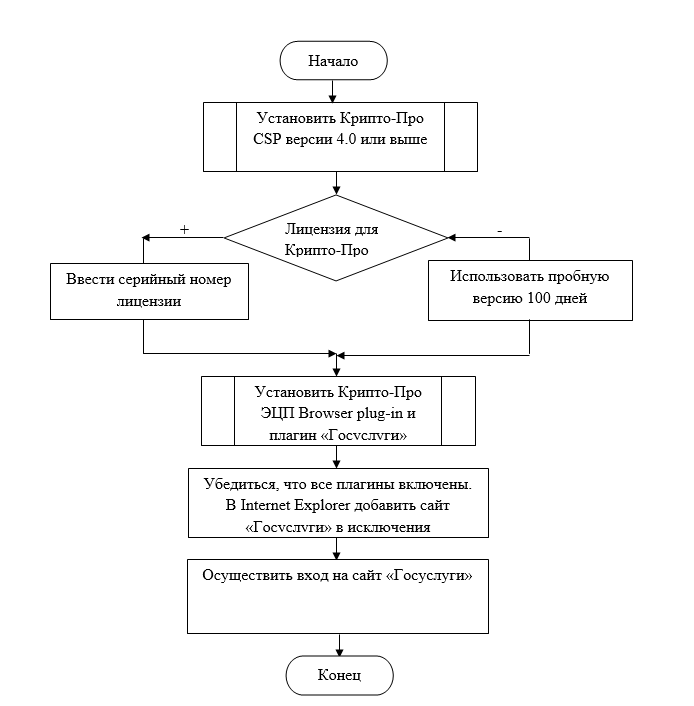 Начало
Установить Крипто-Про
CSP версии 4.0 или выше
Лицензия для
Крипто-Про
+
-
Ввести серийный номер
лицензии
Использовать пробную
версию 100 дней
Установить Крипто-Про
ЭЦП Browser plug-in и
плагин «Госуслуги»
Убедиться, что все плагины включены.
В Internet Explorer добавить сайт
«Госуслуги» в исключения
Осуществить вход на сайт «Госуслуги»
Конец